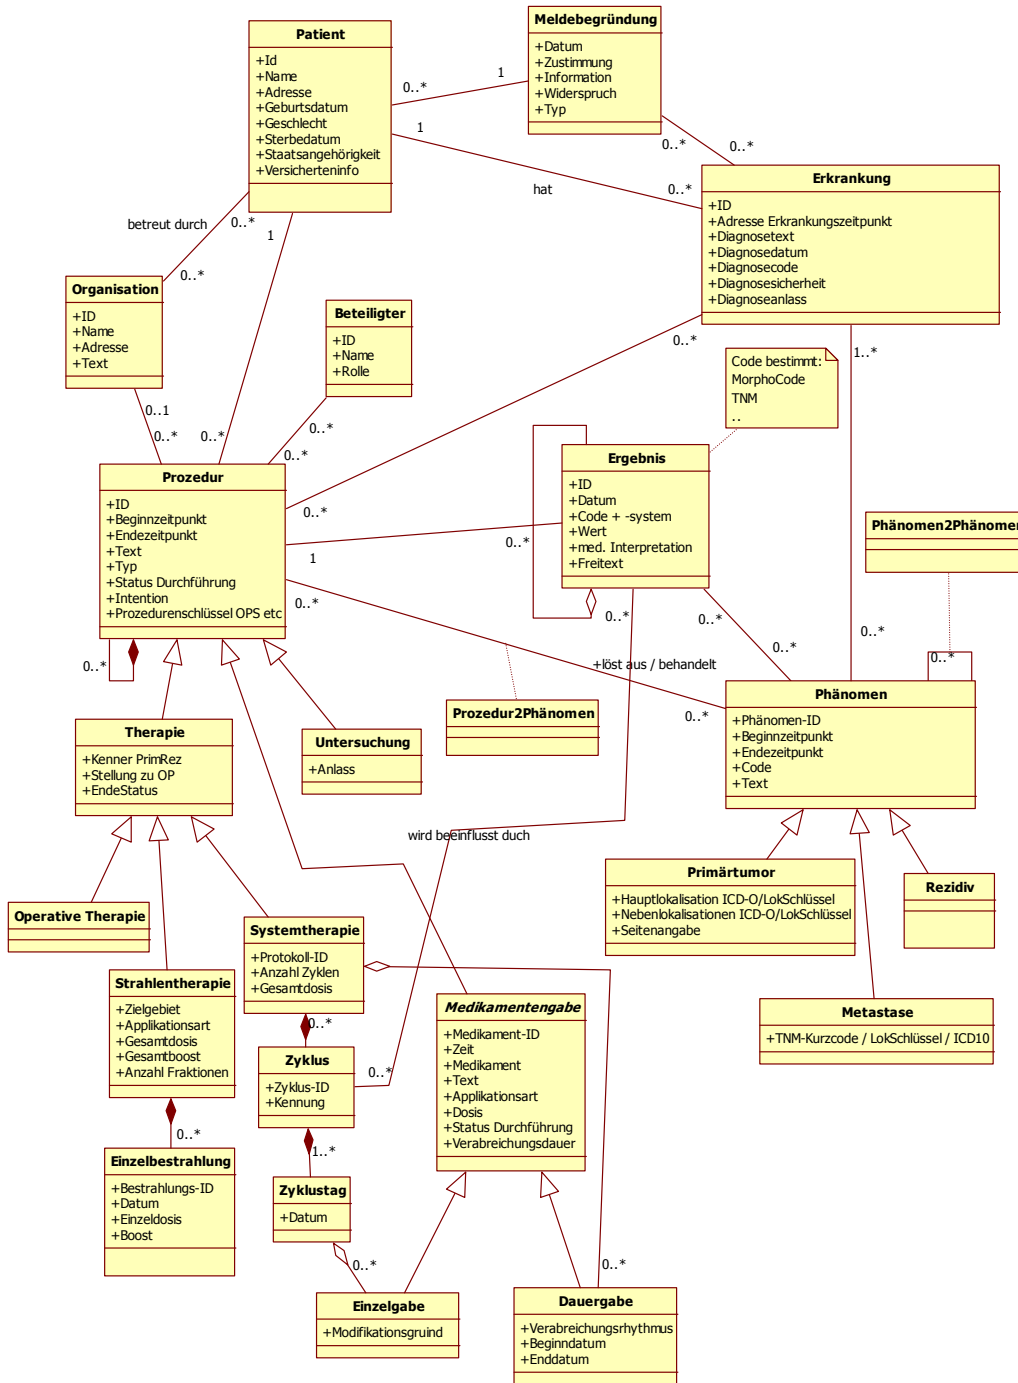 Patient
+Id
+Name
+Adresse
+Geburtsdatum
+Geschlecht
+Sterbedatum
+Staatsangehörigkeit
+Versicherteninfo
Meldebegründung
+Datum
+Zustimmung
+Information
+Widerspruch
+Typ
0..*
1
1
0..*
0..*
0..*
hat
Erkrankung
+ID
+Adresse Erkrankungszeitpunkt
+Diagnosetext
+Diagnosedatum
+Diagnosecode
+Diagnosesicherheit
+Diagnoseanlass
betreut durch
0..*
0..*
1
Organisation
+ID
+Name
+Adresse
+Text
Beteiligter
+ID
+Name
+Rolle
0..*
1..*
Code bestimmt:
MorphoCode
TNM
..
0..1
0..*
0..*
0..*
0..*
Prozedur
+ID
+Beginnzeitpunkt
+Endezeitpunkt
+Text
+Typ
+Status Durchführung
+Intention
+Prozedurenschlüssel OPS etc
0..*
1
0..*
0..*
0..*
Ergebnis
+ID
+Datum
+Code + -system
+Wert
+med. Interpretation
+Freitext
0..*
0..*
0..*
Phänomen2Phänomen
0..*
0..*
+löst aus / behandelt
0..*
Prozedur2Phänomen
Phänomen
+Phänomen-ID
+Beginnzeitpunkt
+Endezeitpunkt
+Code
+Text
Therapie
+Kenner PrimRez
+Stellung zu OP
+EndeStatus
Untersuchung
+Anlass
wird beeinflusst duch
Primärtumor
+Hauptlokalisation ICD-O/LokSchlüssel
+Nebenlokalisationen ICD-O/LokSchlüssel
+Seitenangabe
Rezidiv
Operative Therapie
Systemtherapie
+Protokoll-ID
+Anzahl Zyklen
+Gesamtdosis
Strahlentherapie
+Zielgebiet
+Applikationsart
+Gesamtdosis
+Gesamtboost
+Anzahl Fraktionen
Medikamentengabe
+Medikament-ID
+Zeit
+Medikament
+Text
+Applikationsart
+Dosis
+Status Durchführung
+Verabreichungsdauer
Metastase
+TNM-Kurzcode / LokSchlüssel / ICD10
0..*
Zyklus
+Zyklus-ID
+Kennung
0..*
0..*
1..*
Einzelbestrahlung
+Bestrahlungs-ID
+Datum
+Einzeldosis
+Boost
Zyklustag
+Datum
0..*
0..*
Einzelgabe
+Modifikationsgruind
Dauergabe
+Verabreichungsrhythmus
+Beginndatum
+Enddatum